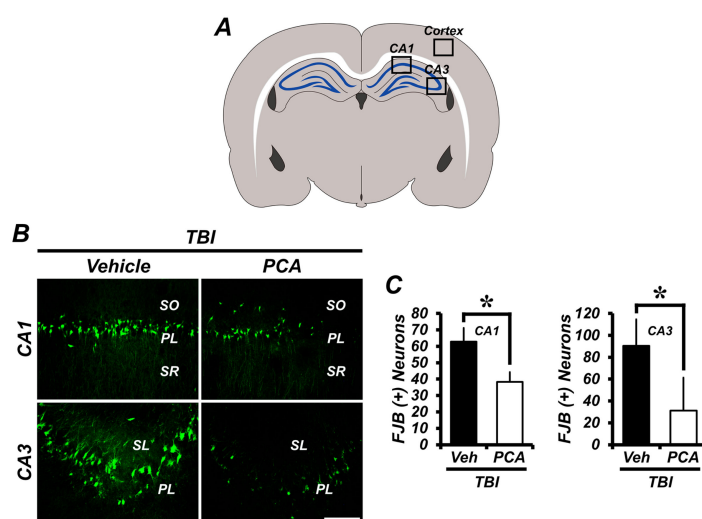 A
Cortex
CA1
CA3
B
TBI
Vehicle
PCA
CA1
SO
PL
SR
SO
PL
SR
CA3
SL
PL
SL
PL
C
FJB (+) Neurons
80
70
60
50
40
30
20
10
0
*
CA1
Veh
PCA
TBI
FJB (+) Neurons
120
100
80
60
40
20
0
*
CA3
Veh
PCA
TBI